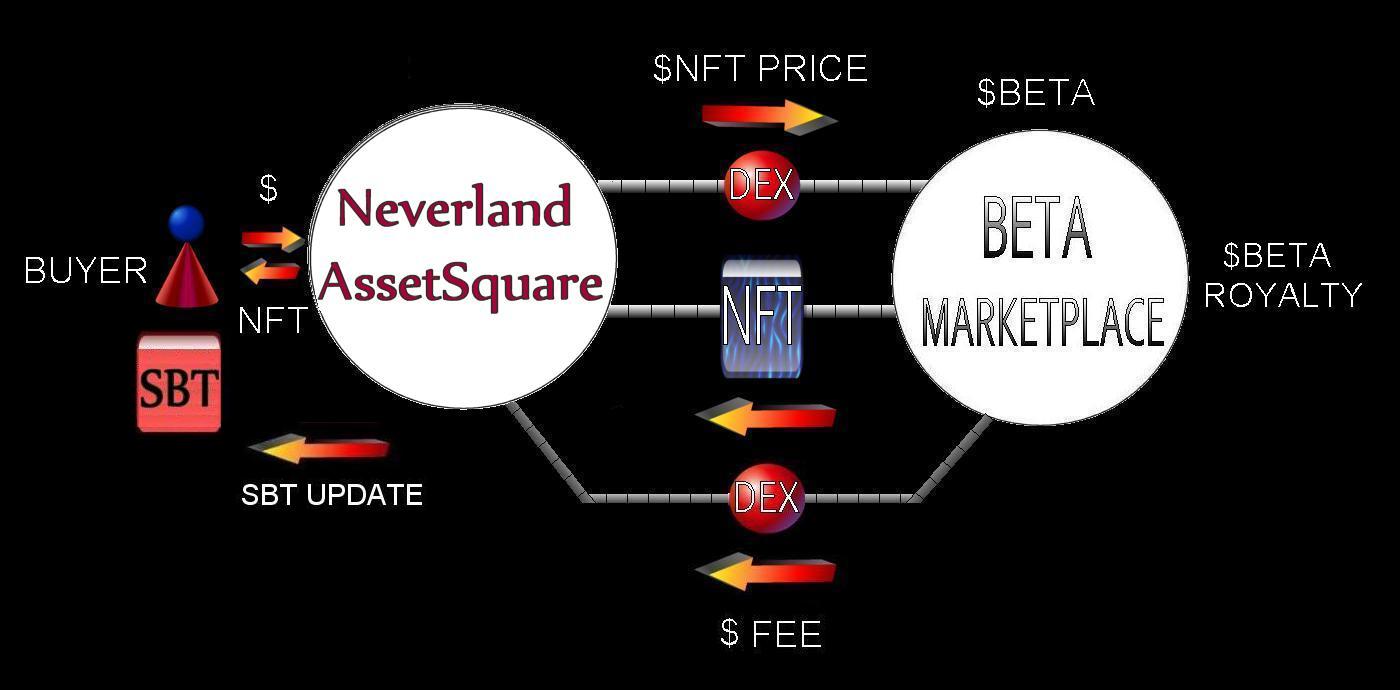 $NFT PRICE
$BETA
DEX
$
Neverland
AssetSquare
BETA
MARKETPLACE
$BETA
ROYALTY
BUYER
NFT
NFT
SBT
SBT UPDATE
DEX
$ FEE